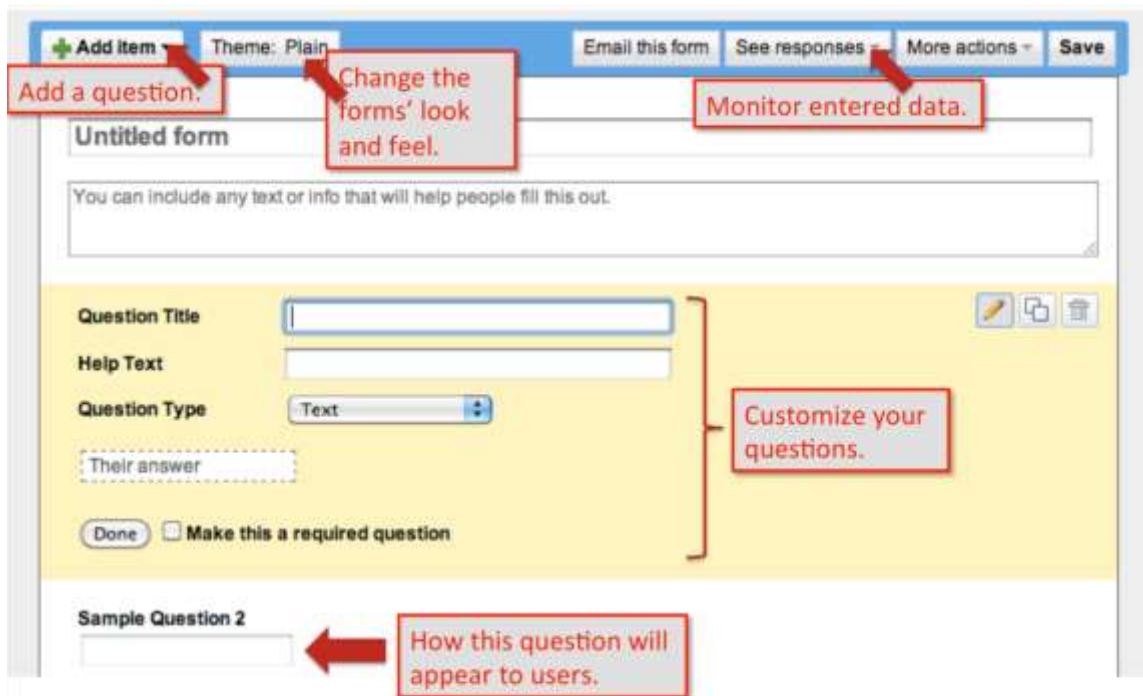 Add item Theme: Plain Email this form See responses More actions Save
Add a question.
Change the
forms' look
and feel.
Monitor entered data.
Untitled form
You can include any text or info that will help people fill this out.
Question Title
Help Text
Question Type Text
Their answer
Customize your
questions.
Done Make this a required question
Sample Question 2
How this question will
appear to users.